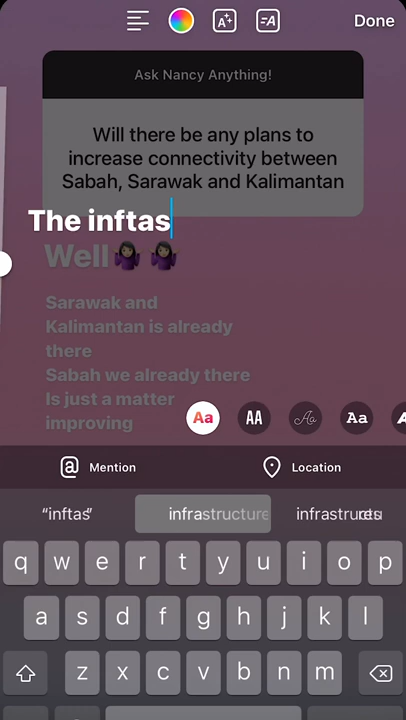 Done
Ask Nancy Anything!
Will there be any plans to
increase connectivity between
Sabah, Sarawak and Kalimantan
The inftas
Well🤷‍♀️🤷‍♀️
Sarawak and
Kalimantan is already
there
Sabah we already there
Is just a matter
improving
Aa AA Aa Aa
@ Mention Location
“inftas” infrastructure
q w e r t y u i o p
a s d f g h j k l
z x c v b n m